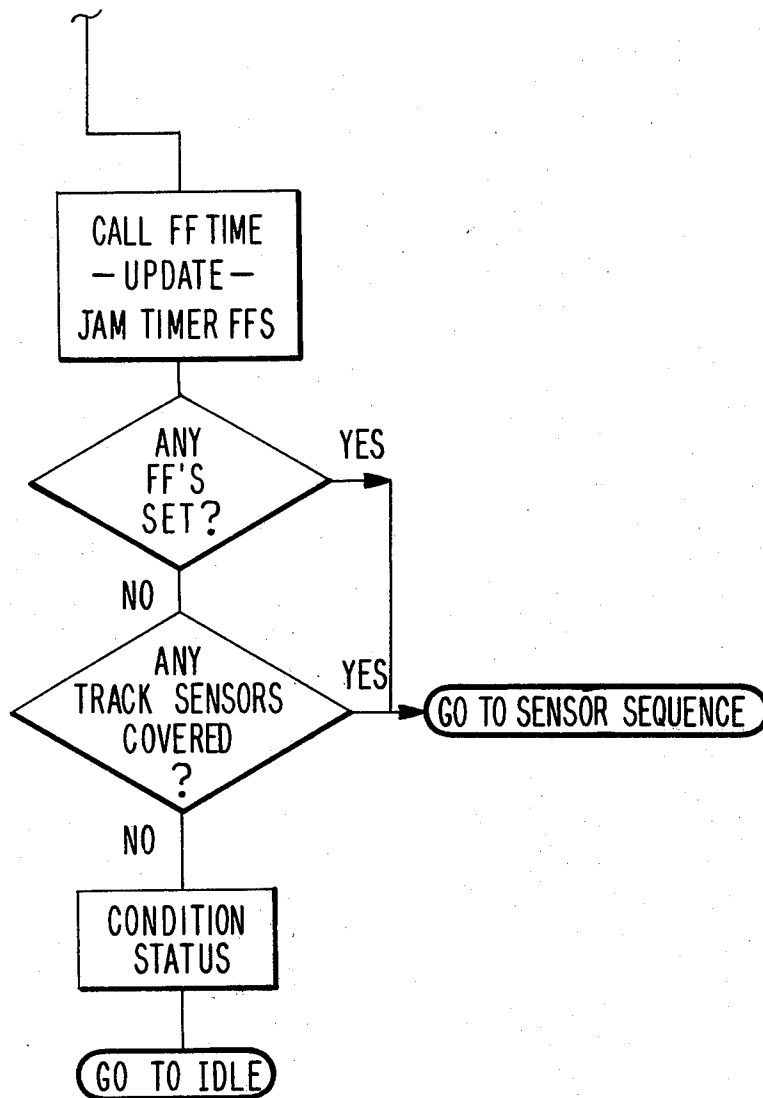 CALL FF TIME
— UPDATE —
JAM TIMER FFS
ANY
FF'S
SET?
YES
NO
ANY
TRACK SENSORS
COVERED
?
YES
GO TO SENSOR SEQUENCE
NO
CONDITION
STATUS
GO TO IDLE